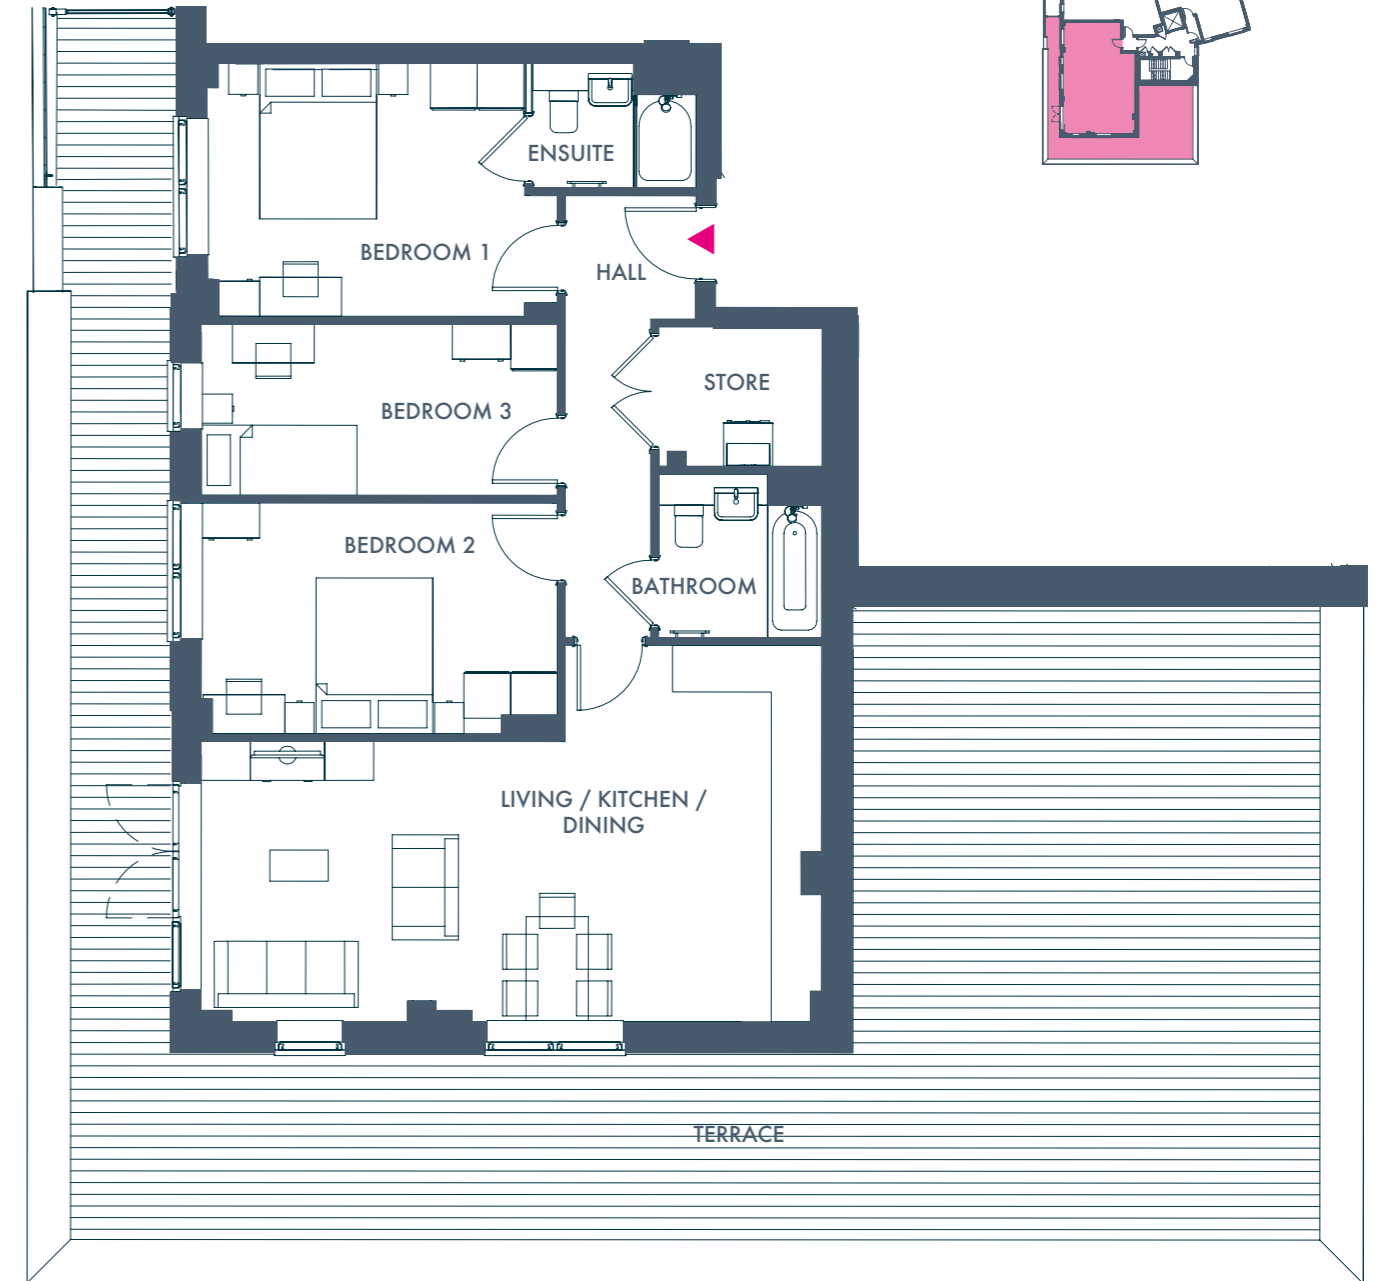 ENSUITE
BEDROOM 1
HALL
STORE
BEDROOM 3
BEDROOM 2
BATHROOM
LIVING / KITCHEN /
DINING
TERRACE